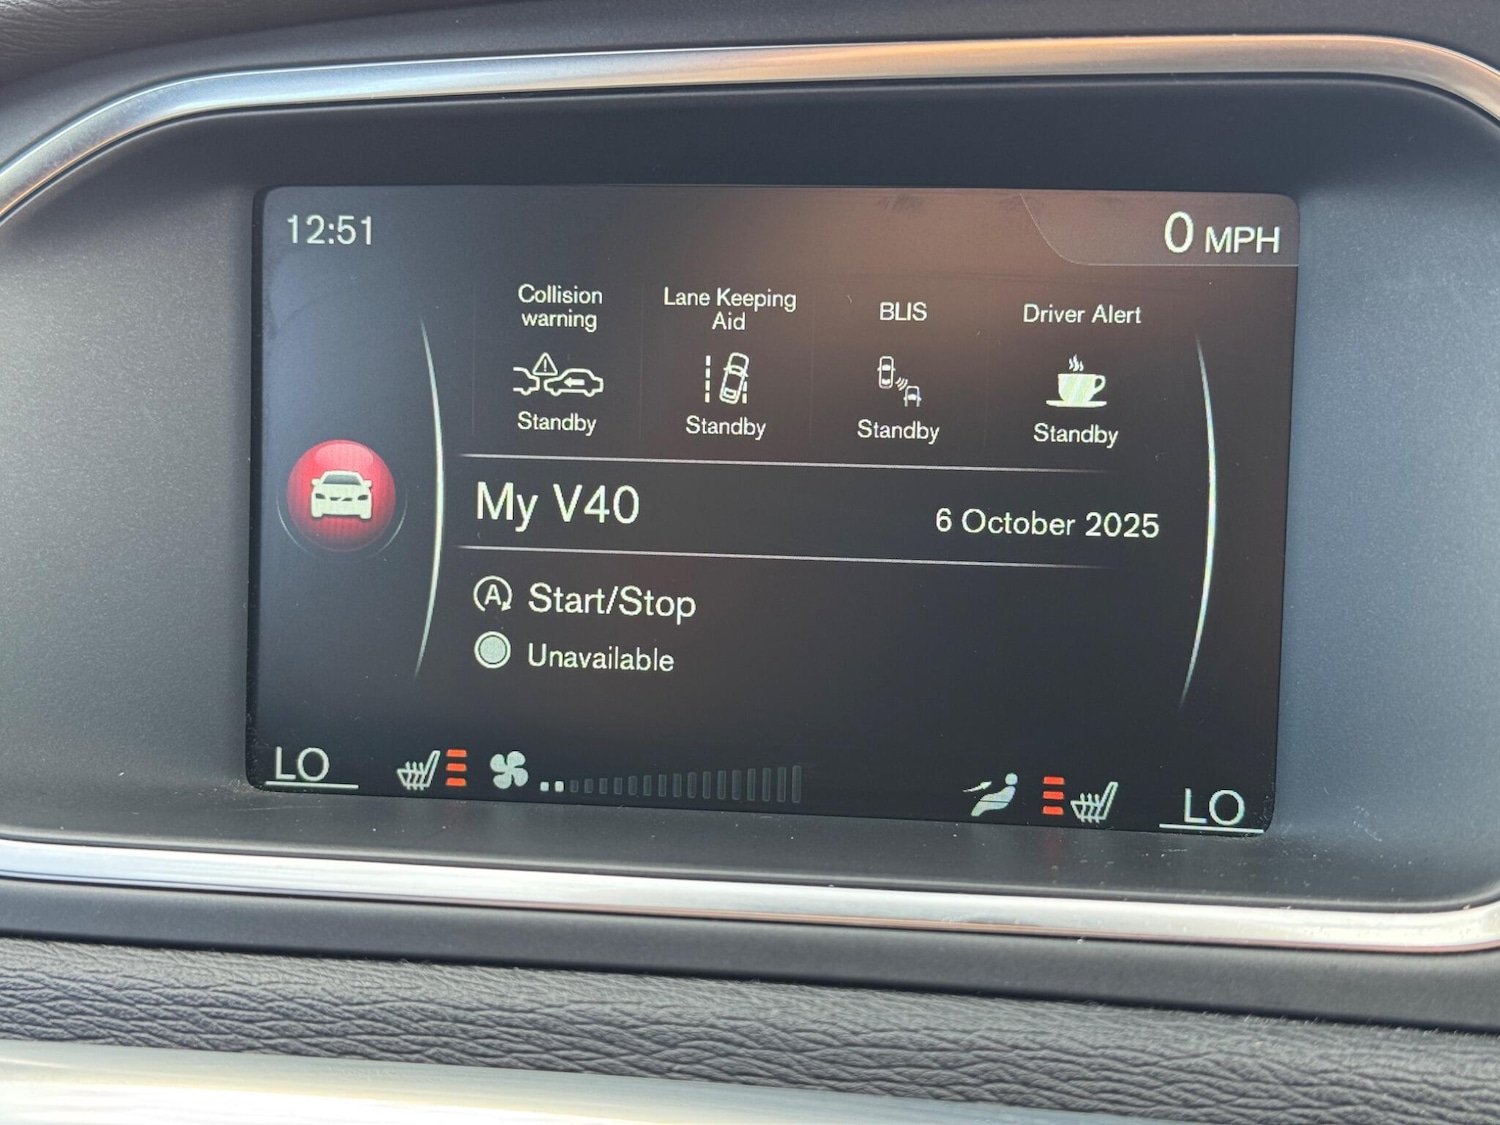 12:51
0 MPH
Collision
warning
Lane Keeping
Aid
BLIS
Driver Alert
Standby
Standby
Standby
Standby
My V40
6 October 2025
A Start/Stop
Unavailable
LO
LO